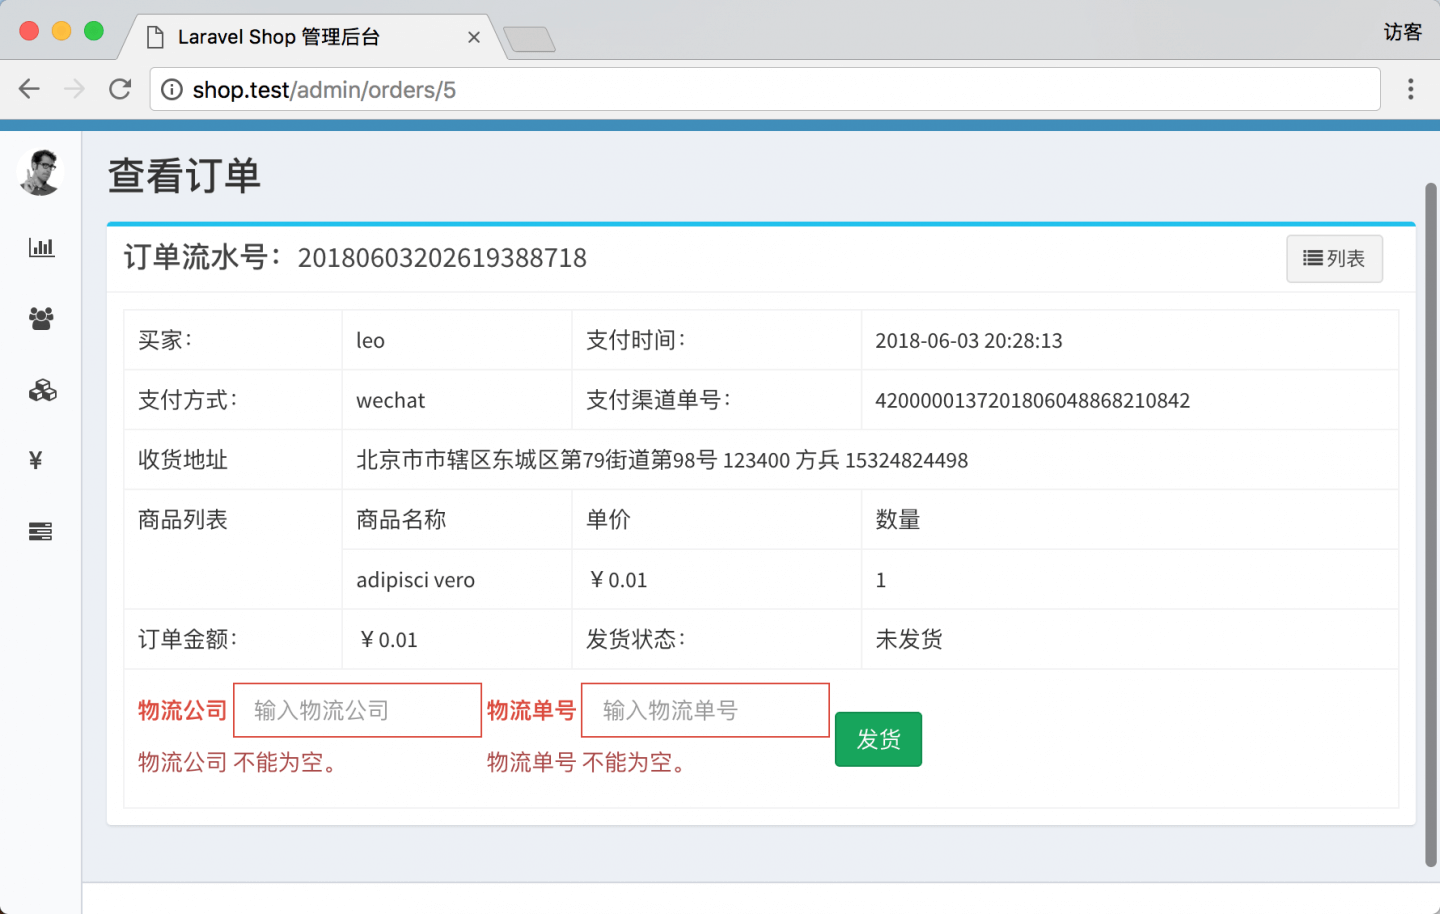 Laravel Shop 管理后台
访客
shop.test/admin/orders/5
查看订单
订单流水号：20180603202619388718
列表
买家： leo 支付时间： 2018-06-03 20:28:13
支付方式： wechat 支付渠道单号： 4200000137201806048868210842
收货地址 北京市市辖区东城区第79街道第98号 123400 方兵 15324824498
商品列表 商品名称 单价 数量
adipisci vero ￥0.01 1
订单金额： ￥0.01 发货状态： 未发货
物流公司 输入物流公司 物流单号 输入物流单号
发货
物流公司 不能为空。 物流单号 不能为空。